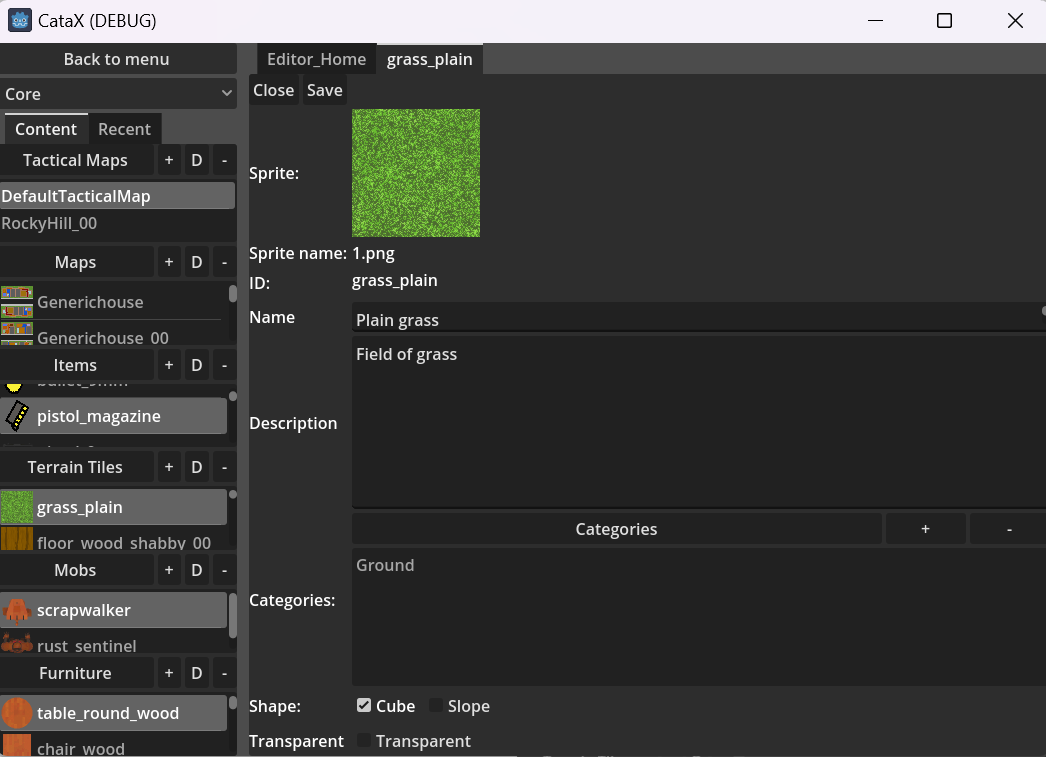 CataX (DEBUG)
Back to menu
Core
Content Recent
Tactical Maps + D -
DefaultTacticalMap
RockyHill_00
Maps + D -
Generichouse
Generichouse_00
Items + D -
bullet_9mm
pistol_magazine
Terrain Tiles + D -
grass_plain
floor_wood_shabby_00
Mobs + D -
scrapwalker
rust_sentinel
Furniture + D -
table_round_wood
chair_wood
Editor_Home grass_plain
Close Save
Sprite:
Sprite name: 1.png
ID: grass_plain
Name Plain grass
Description Field of grass
Categories + -
Categories: Ground
Shape: Cube Slope
Transparent Transparent